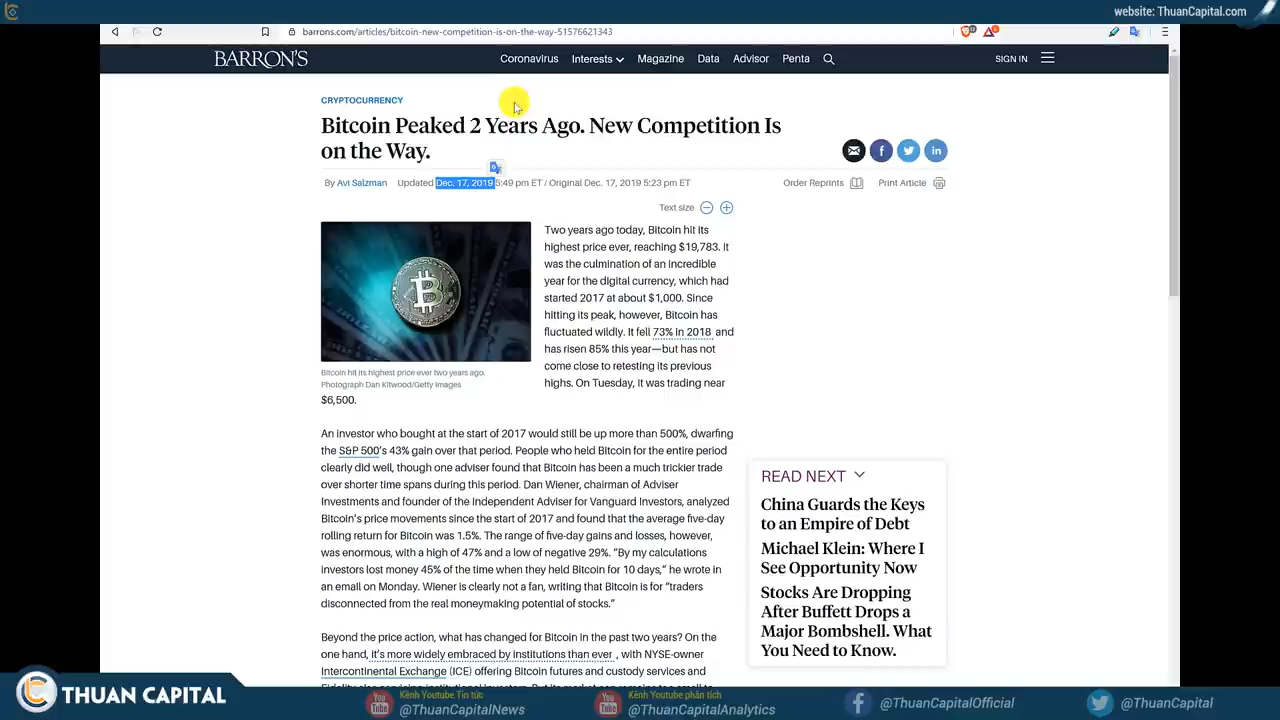 website: ThuanCapital.com
barrons.com/articles/bitcoin-new-competition-is-on-the-way-51576621343
BARRON'S
Coronavirus Interests Magazine Data Advisor Penta
SIGN IN
CRYPTOCURRENCY
Bitcoin Peaked 2 Years Ago. New Competition Is
on the Way.
By Avi Salzman Updated Dec. 17, 2019 5:49 pm ET / Original Dec. 17, 2019 5:23 pm ET
Order Reprints Print Article
Text size
Two years ago today, Bitcoin hit its
highest price ever, reaching $19,783. It
was the culmination of an incredible
year for the digital currency, which had
started 2017 at about $1,000. Since
hitting its peak, however, Bitcoin has
fluctuated wildly. It fell 73% in 2018 and
has risen 85% this year—but has not
come close to retesting its previous
highs. On Tuesday, it was trading near
$6,500.
Bitcoin hit its highest price ever two years ago.
Photograph Dan Kitwood/Getty Images
An investor who bought at the start of 2017 would still be up more than 500%, dwarfing
the S&P 500's 43% gain over that period. People who held Bitcoin for the entire period
clearly did well, though one adviser found that Bitcoin has been a much trickier trade
over shorter time spans during this period. Dan Wiener, chairman of Adviser
Investments and founder of the Independent Adviser for Vanguard Investors, analyzed
Bitcoin's price movements since the start of 2017 and found that the average five-day
rolling return for Bitcoin was 1.5%. The range of five-day gains and losses, however,
was enormous, with a high of 47% and a low of negative 29%. "By my calculations
investors lost money 45% of the time when they held Bitcoin for 10 days," he wrote in
an email on Monday. Wiener is clearly not a fan, writing that Bitcoin is for "traders
disconnected from the real moneymaking potential of stocks."
Beyond the price action, what has changed for Bitcoin in the past two years? On the
one hand, it's more widely embraced by institutions than ever , with NYSE-owner
Intercontinental Exchange (ICE) offering Bitcoin futures and custody services and
READ NEXT
China Guards the Keys
to an Empire of Debt
Michael Klein: Where I
See Opportunity Now
Stocks Are Dropping
After Buffett Drops a
Major Bombshell. What
You Need to Know.
THUAN CAPITAL
Kênh Youtube Tin tức
@ThuanCapitalNews
Kênh Youtube phân tích
@ThuanCapitalAnalytics
@ThuanCapitalOfficial
@ThuanCapital